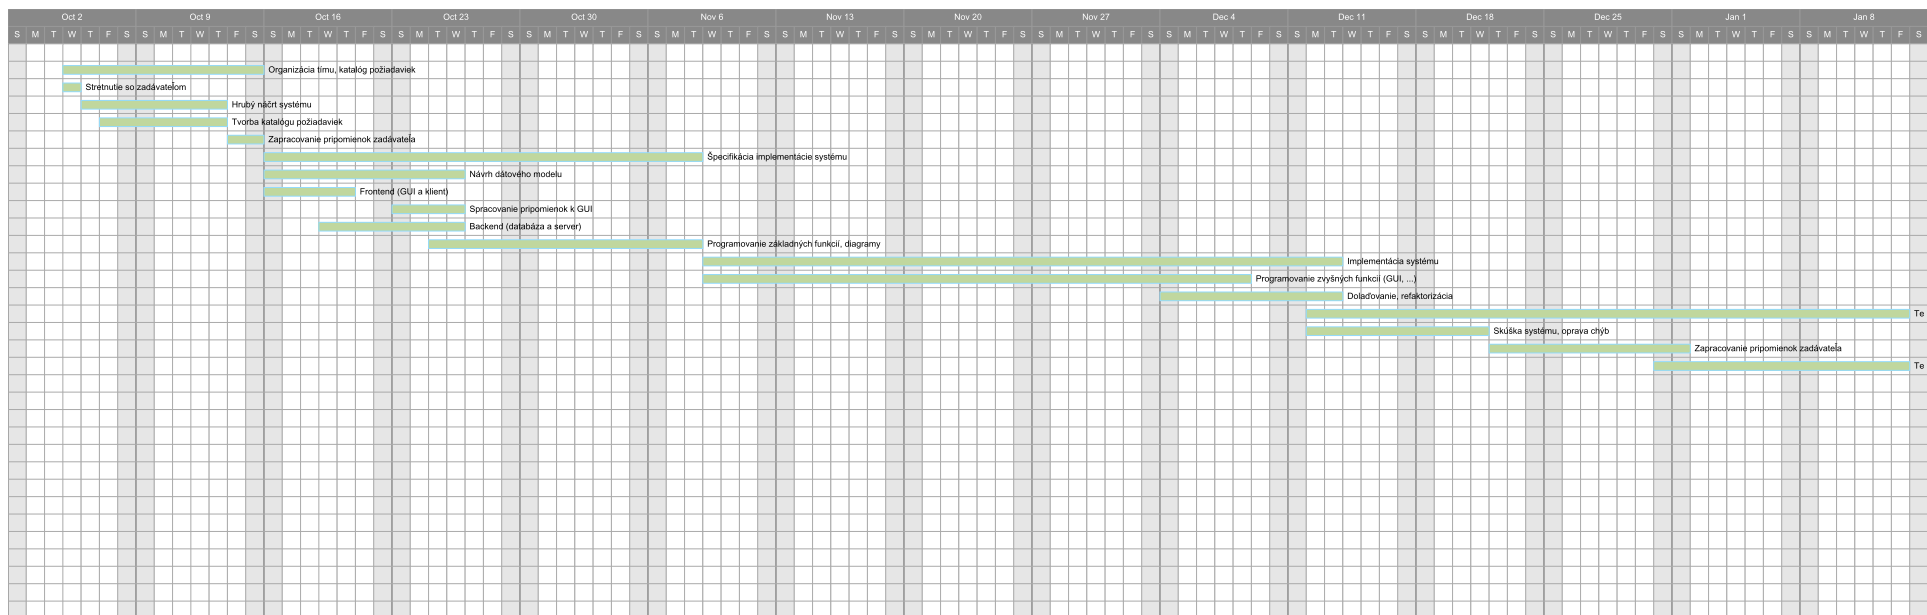 Oct 2 Oct 9 Oct 16 Oct 23 Oct 30 Nov 6 Nov 13 Nov 20 Nov 27 Dec 4 Dec 11 Dec 18 Dec 25 Jan 1 Jan 8
S M T W T F S S M T W T F S S M T W T F S S M T W T F S S M T W T F S S M T W T F S S M T W T F S S M T W T F S S M T W T F S S M T W T F S S M T W T F S S M T W T F S S M T W T F S S M T W T F S S M T W T F S
Organizácia tímu, katalóg požiadaviek
Stretnutie so zadávateľom
Hrubý náčrt systému
Tvorba katalógu požiadaviek
Zapracovanie pripomienok zadávateľa
Špecifikácia implementácie systému
Návrh dátového modelu
Frontend (GUI a klient)
Spracovanie pripomienok k GUI
Backend (databáza a server)
Programovanie základných funkcií, diagramy
Implementácia systému
Programovanie zvyšných funkcií (GUI, ...)
Dolaďovanie, refaktorizácia
Te
Skúška systému, oprava chýb
Zapracovanie pripomienok zadávateľa
Te